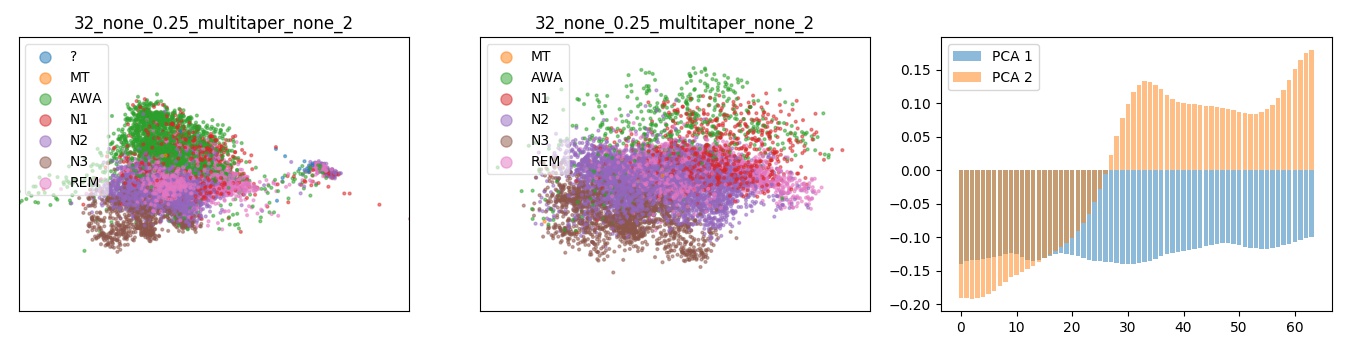 32_none_0.25_multitaper_none_2
?
MT
AWA
N1
N2
N3
REM
32_none_0.25_multitaper_none_2
MT
AWA
N1
N2
N3
REM
PCA 1
PCA 2
0.15
0.10
0.05
0.00
−0.05
−0.10
−0.15
−0.20
0 10 20 30 40 50 60